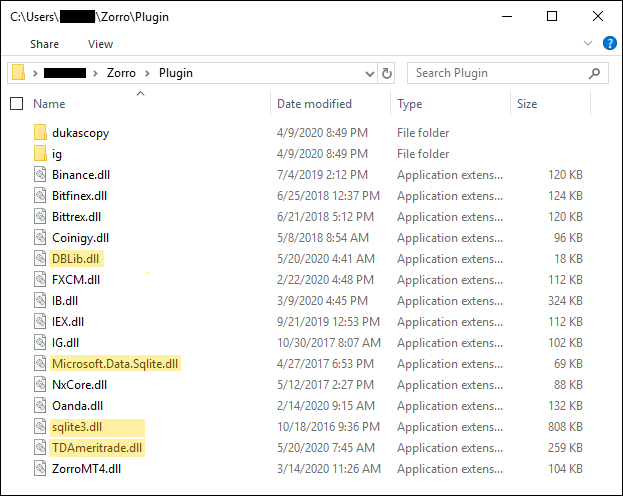 C:\Users\ \Zorro\Plugin
Share View
Zorro Plugin Search Plugin
Name Date modified Type Size
dukascopy 4/9/2020 8:49 PM File folder
ig 4/9/2020 8:49 PM File folder
Binance.dll 7/4/2019 2:12 PM Application extens... 120 KB
Bitfinex.dll 6/25/2018 12:37 PM Application extens... 124 KB
Bittrex.dll 6/21/2018 5:12 PM Application extens... 120 KB
Coinigy.dll 5/8/2018 8:54 AM Application extens... 96 KB
DBLib.dll 5/20/2020 4:41 AM Application extens... 18 KB
FXCM.dll 2/22/2020 4:48 PM Application extens... 112 KB
IB.dll 3/9/2020 4:45 PM Application extens... 324 KB
IEX.dll 9/21/2019 12:53 PM Application extens... 112 KB
IG.dll 10/30/2017 8:07 AM Application extens... 102 KB
Microsoft.Data.Sqlite.dll 4/27/2017 6:53 PM Application extens... 69 KB
NxCore.dll 5/12/2017 2:27 PM Application extens... 88 KB
Oanda.dll 2/14/2020 9:15 AM Application extens... 132 KB
sqlite3.dll 10/18/2016 9:36 PM Application extens... 808 KB
TDAmeritrade.dll 5/20/2020 7:45 AM Application extens... 259 KB
ZorroMT4.dll 3/14/2020 11:26 AM Application extens... 104 KB